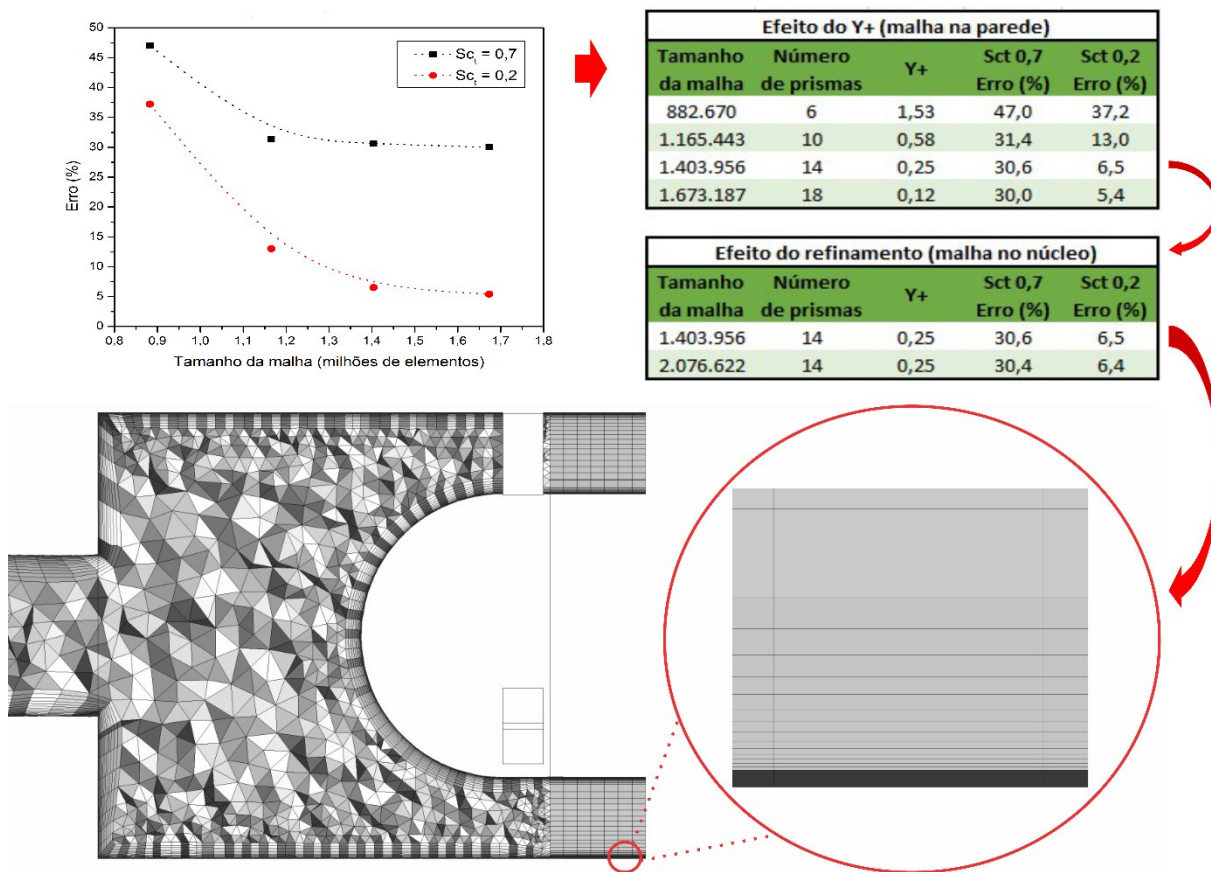 50
45
40
35
30
25
20
15
10
5
0
Erro (%)
Sc_t = 0,7
Sc_t = 0,2
0,8 0,9 1,0 1,1 1,2 1,3 1,4 1,5 1,6 1,7 1,8
Tamanho da malha (milhões de elementos)
Efeito do Y+ (malha na parede)
Tamanho Número Y+ Sct 0,7 Sct 0,2
da malha de prismas Erro (%) Erro (%)
882.670 6 1,53 47,0 37,2
1.165.443 10 0,58 31,4 13,0
1.403.956 14 0,25 30,6 6,5
1.673.187 18 0,12 30,0 5,4
Efeito do refinamento (malha no núcleo)
Tamanho Número Y+ Sct 0,7 Sct 0,2
da malha de prismas Erro (%) Erro (%)
1.403.956 14 0,25 30,6 6,5
2.076.622 14 0,25 30,4 6,4